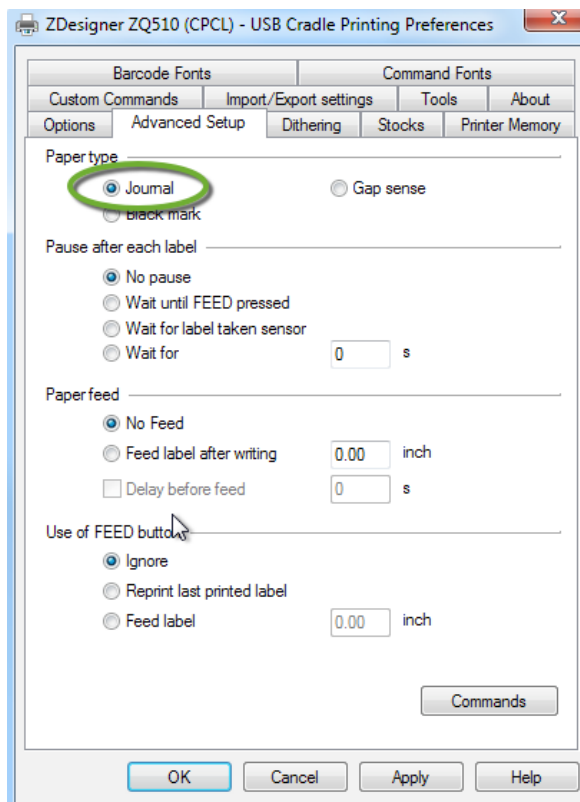 ZDesigner ZQ510 (CPCL) - USB Cradle Printing Preferences
Barcode Fonts Command Fonts
Custom Commands Import/Export settings Tools About
Options Advanced Setup Dithering Stocks Printer Memory
Paper type
Journal Gap sense
Black mark
Pause after each label
No pause
Wait until FEED pressed
Wait for label taken sensor
Wait for 0 s
Paper feed
No Feed
Feed label after writing 0.00 inch
Delay before feed 0 s
Use of FEED button
Ignore
Reprint last printed label
Feed label 0.00 inch
Commands
OK Cancel Apply Help